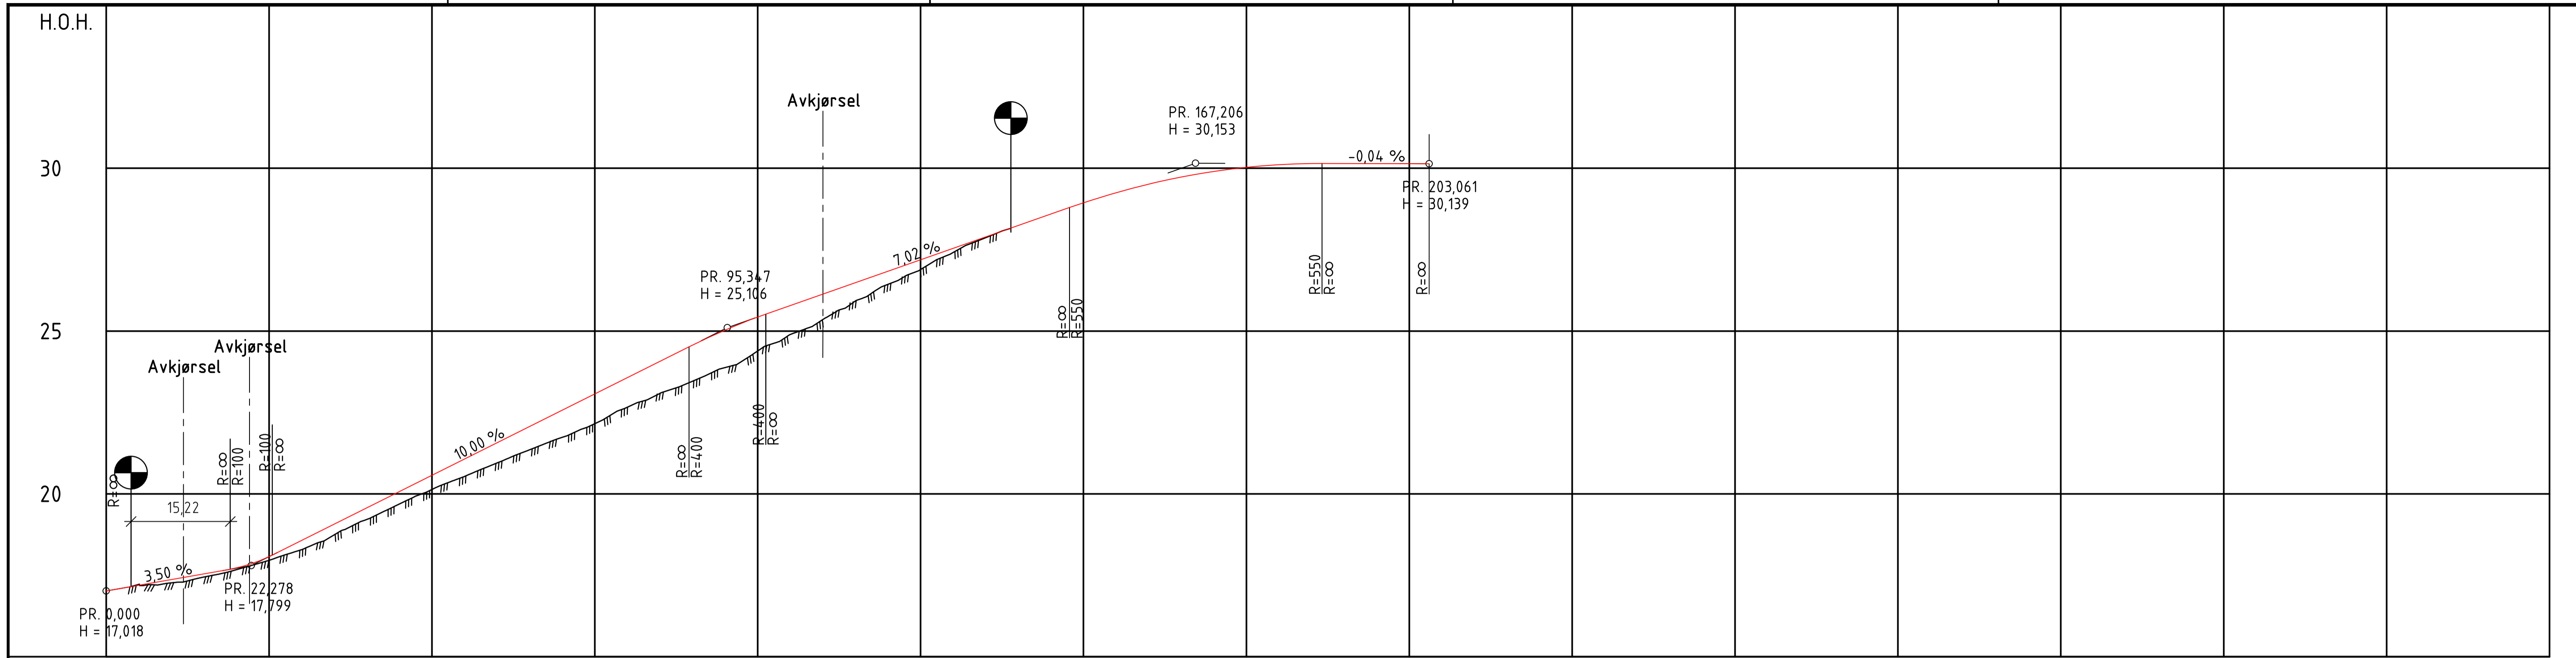 H.O.H.
30
25
20
Avkjørsel
PR. 167,206
H = 30,153
-0,04 %
PR. 203,061
H = 30,139
7,02 %
PR. 95,347
H = 25,106
R=550
R=∞
R=∞
R=∞
R=550
Avkjørsel
Avkjørsel
R=400
R=∞
R=∞
R=400
10,00 %
R=100
R=∞
R=∞
R=100
R=∞
15,22
3,50 %
PR. 22,278
H = 17,799
PR. 0,000
H = 17,018